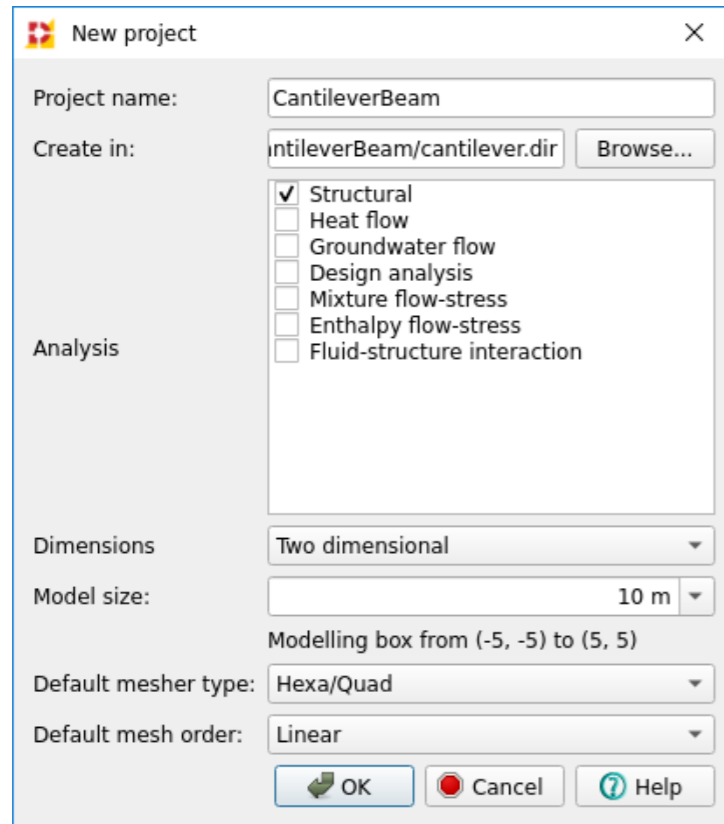 New project
Project name: CantileverBeam
Create in: ntileverBeam/cantilever.dir Browse...
Structural
Heat flow
Groundwater flow
Design analysis
Mixture flow-stress
Enthalpy flow-stress
Analysis
Fluid-structure interaction
Dimensions Two dimensional
Model size: 10 m
Modelling box from (-5, -5) to (5, 5)
Default mesher type: Hexa/Quad
Default mesh order: Linear
OK Cancel Help